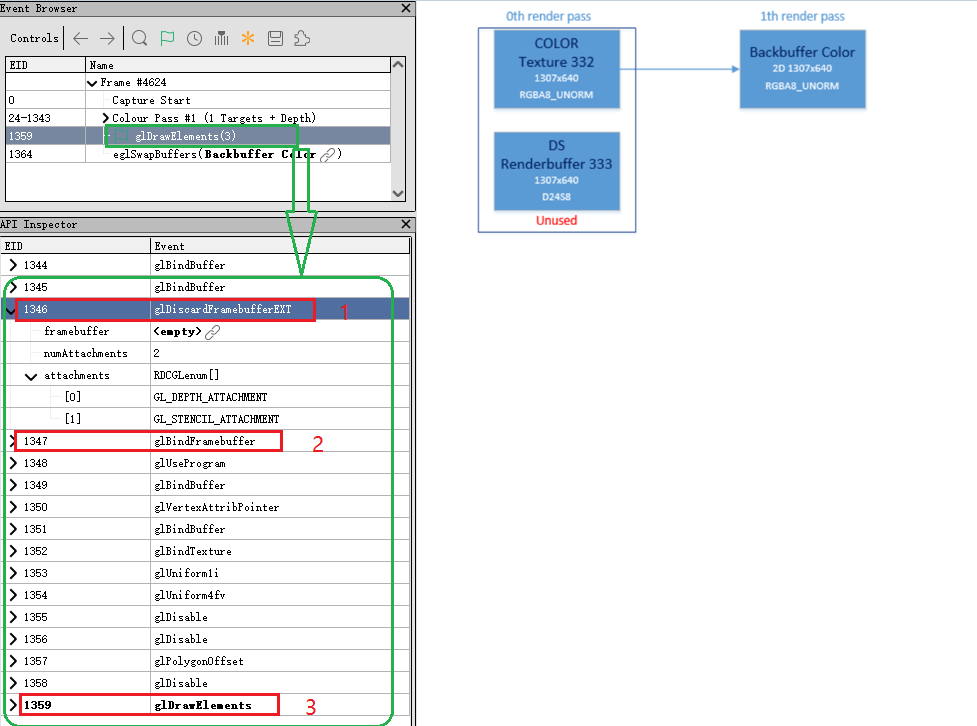 Event Browser
Controls
EID Name
Frame #4624
0 Capture Start
24-1343 Colour Pass #1 (1 Targets + Depth)
1359 glDrawElements(3)
1364 eglSwapBuffers(Backbuffer Color)
API Inspector
EID Event
1344 glBindBuffer
1345 glBindBuffer
1346 glDiscardFramebufferEXT 1
framebuffer <empty>
numAttachments 2
attachments RDCGLenum[]
[0] GL_DEPTH_ATTACHMENT
[1] GL_STENCIL_ATTACHMENT
1347 glBindFramebuffer 2
1348 glUseProgram
1349 glBindBuffer
1350 glVertexAttribPointer
1351 glBindBuffer
1352 glBindTexture
1353 glUniform1i
1354 glUniform4fv
1355 glDisable
1356 glDisable
1357 glPolygonOffset
1358 glDisable
1359 glDrawElements 3
0th render pass
COLOR
Texture 332
1307x640
RGBA8_UNORM
DS
Renderbuffer 333
1307x640
D24S8
Unused
1th render pass
Backbuffer Color
2D 1307x640
RGBA8_UNORM